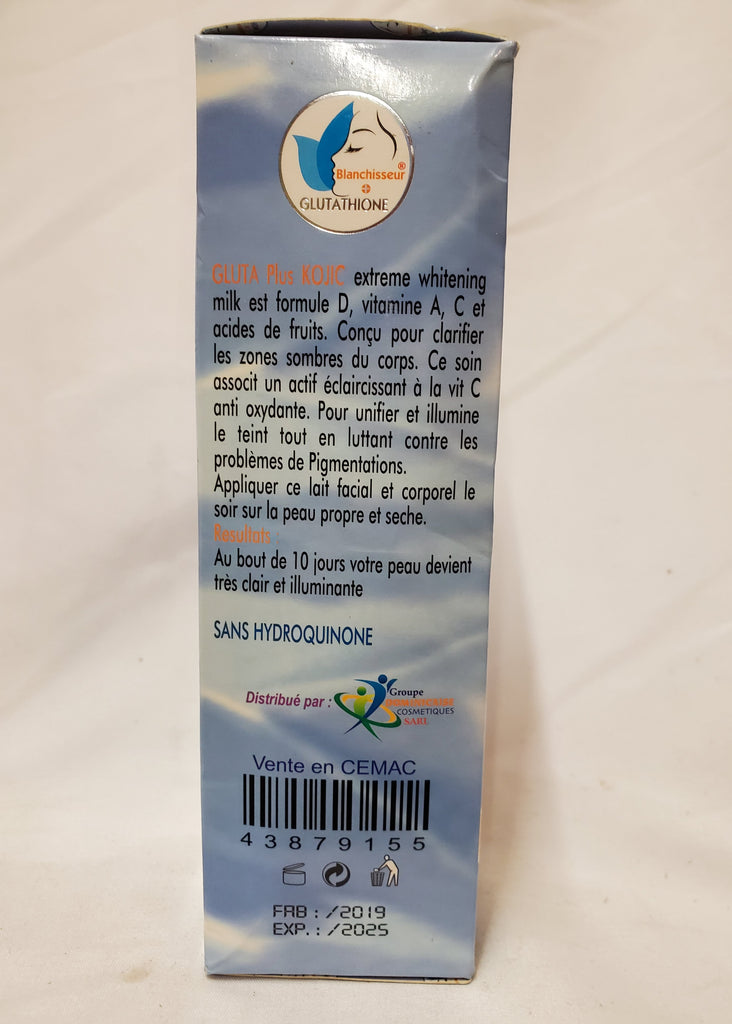 Blanchisseur®
GLUTATHIONE
GLUTA Plus KOJIC extreme whitening
milk est formule D, vitamine A, C et
acides de fruits. Conçu pour clarifier
les zones sombres du corps. Ce soin
associt un actif éclaircissant à la vit C
anti oxydante. Pour unifier et illumine
le teint tout en luttant contre les
problèmes de Pigmentations.
Appliquer ce lait facial et corporel le
soir sur la peau propre et seche.
Resultats :
Au bout de 10 jours votre peau devient
très clair et illuminante
SANS HYDROQUINONE
Distribué par :
Groupe
DOMINICAISE
COSMETIQUES
SARL
Vente en CEMAC
43879155
FAB : /2019
EXP. : /2025